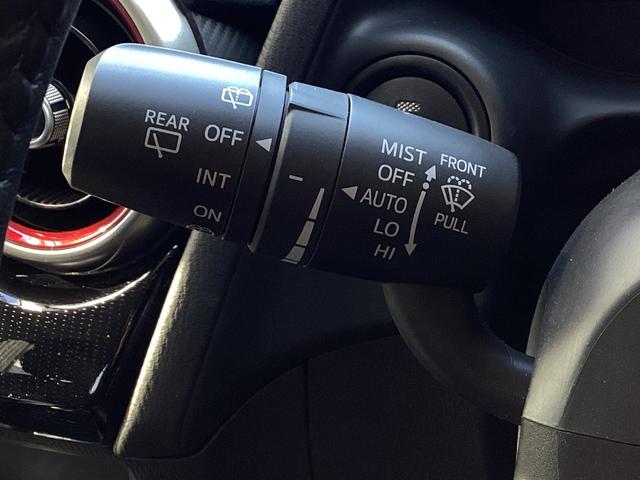 REAR
OFF
INT
ON
MIST
OFF
AUTO
LO
HI
FRONT
PULL